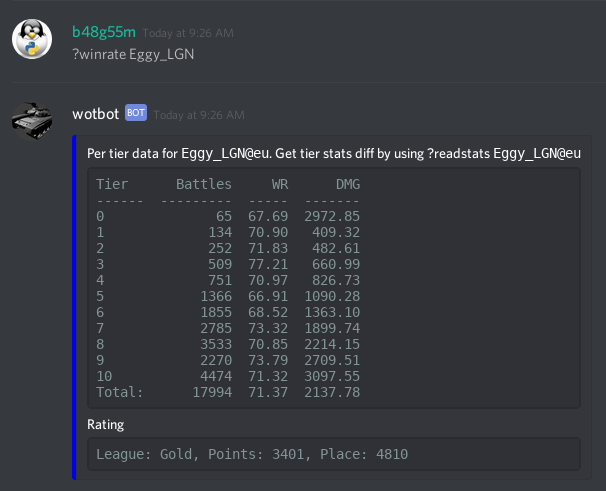 b48g55m Today at 9:26 AM
?winrate Eggy_LGN
wotbot BOT Today at 9:26 AM
Per tier data for Eggy_LGN@eu. Get tier stats diff by using ?readstats Eggy_LGN@eu
Tier Battles WR DMG
------ --------- ----- -------
0 65 67.69 2972.85
1 134 70.90 409.32
2 252 71.83 482.61
3 509 77.21 660.99
4 751 70.97 826.73
5 1366 66.91 1090.28
6 1855 68.52 1363.10
7 2785 73.32 1899.74
8 3533 70.85 2214.15
9 2270 73.79 2709.51
10 4474 71.32 3097.55
Total: 17994 71.37 2137.78
Rating
League: Gold, Points: 3401, Place: 4810